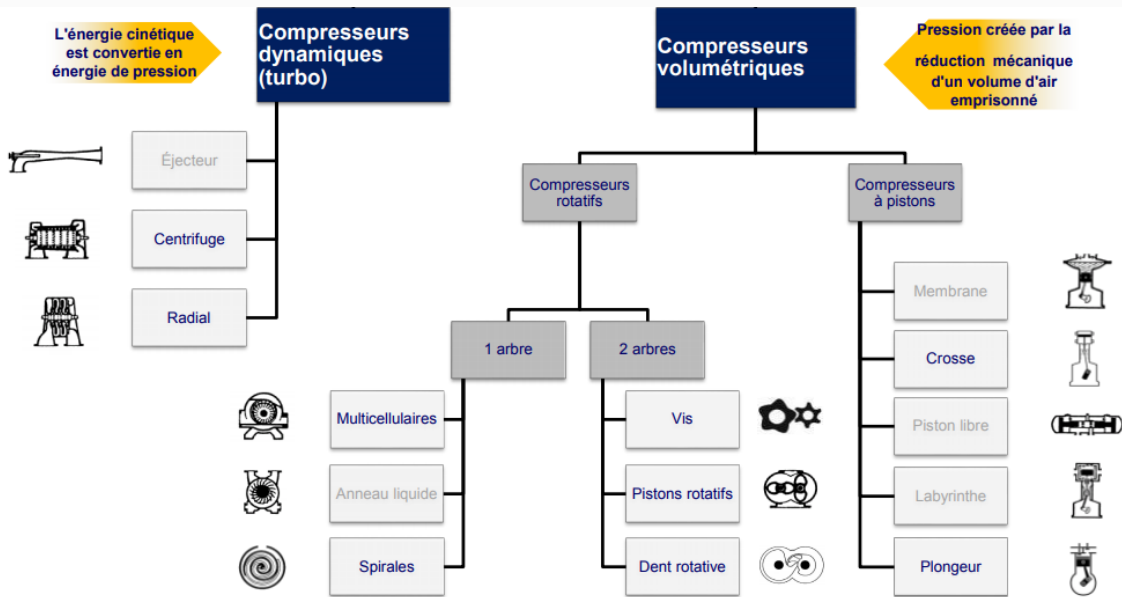 L'énergie cinétique
est convertie en
énergie de pression
Compresseurs
dynamiques
(turbo)
Compresseurs
volumétriques
Pression créée par la
réduction mécanique
d'un volume d'air
emprisonné
Éjecteur
Centrifuge
Radial
Compresseurs
rotatifs
Compresseurs
à pistons
1 arbre
2 arbres
Multicellulaires
Anneau liquide
Spirales
Vis
Pistons rotatifs
Dent rotative
Membrane
Crosse
Piston libre
Labyrinthe
Plongeur